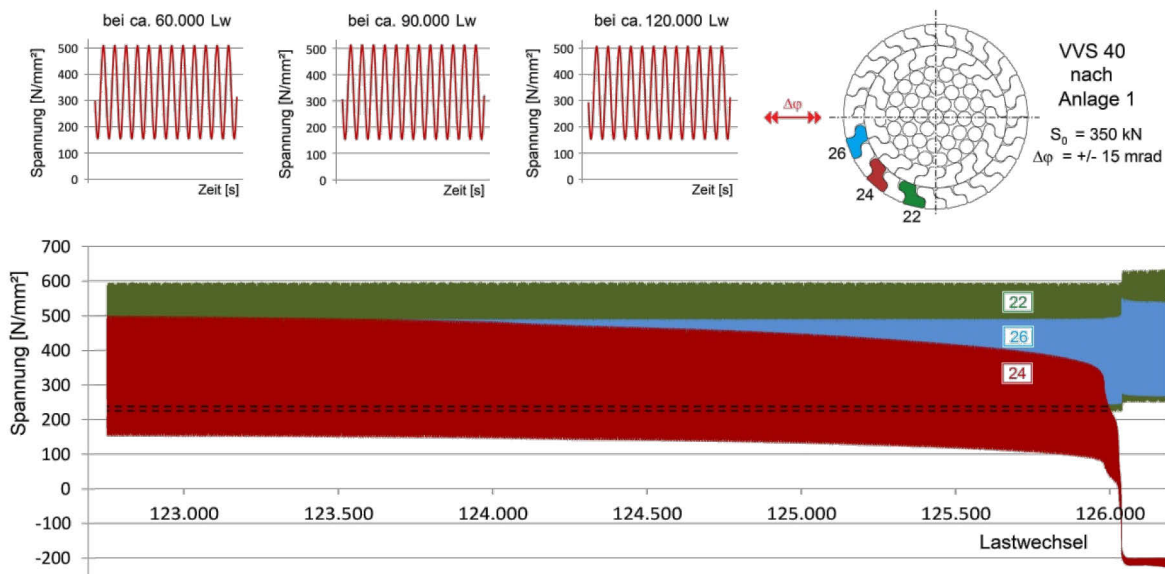 bei ca. 60.000 Lw
bei ca. 90.000 Lw
bei ca. 120.000 Lw
Spannung [N/mm²]
500
400
300
200
100
0
Zeit [s]
Spannung [N/mm²]
500
400
300
200
100
0
Zeit [s]
Spannung [N/mm²]
500
400
300
200
100
0
Zeit [s]
Δφ
26
24
22
VVS 40
nach
Anlage 1
S₀ = 350 kN
Δφ = +/- 15 mrad
Spannung [N/mm²]
700
600
500
400
300
200
100
0
-100
-200
22
26
24
123.000
123.500
124.000
124.500
125.000
125.500
126.000
Lastwechsel